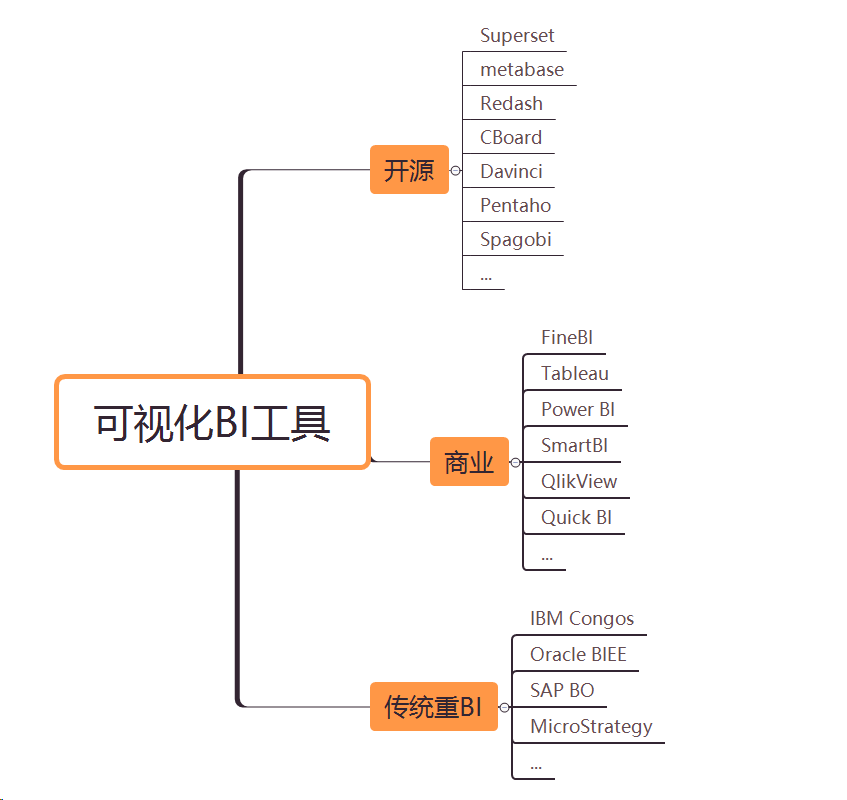 可视化BI工具
开源
Superset
metabase
Redash
CBoard
Davinci
Pentaho
Spagobi
...
商业
FineBI
Tableau
Power BI
SmartBI
QlikView
Quick BI
...
传统重BI
IBM Congos
Oracle BIEE
SAP BO
MicroStrategy
...